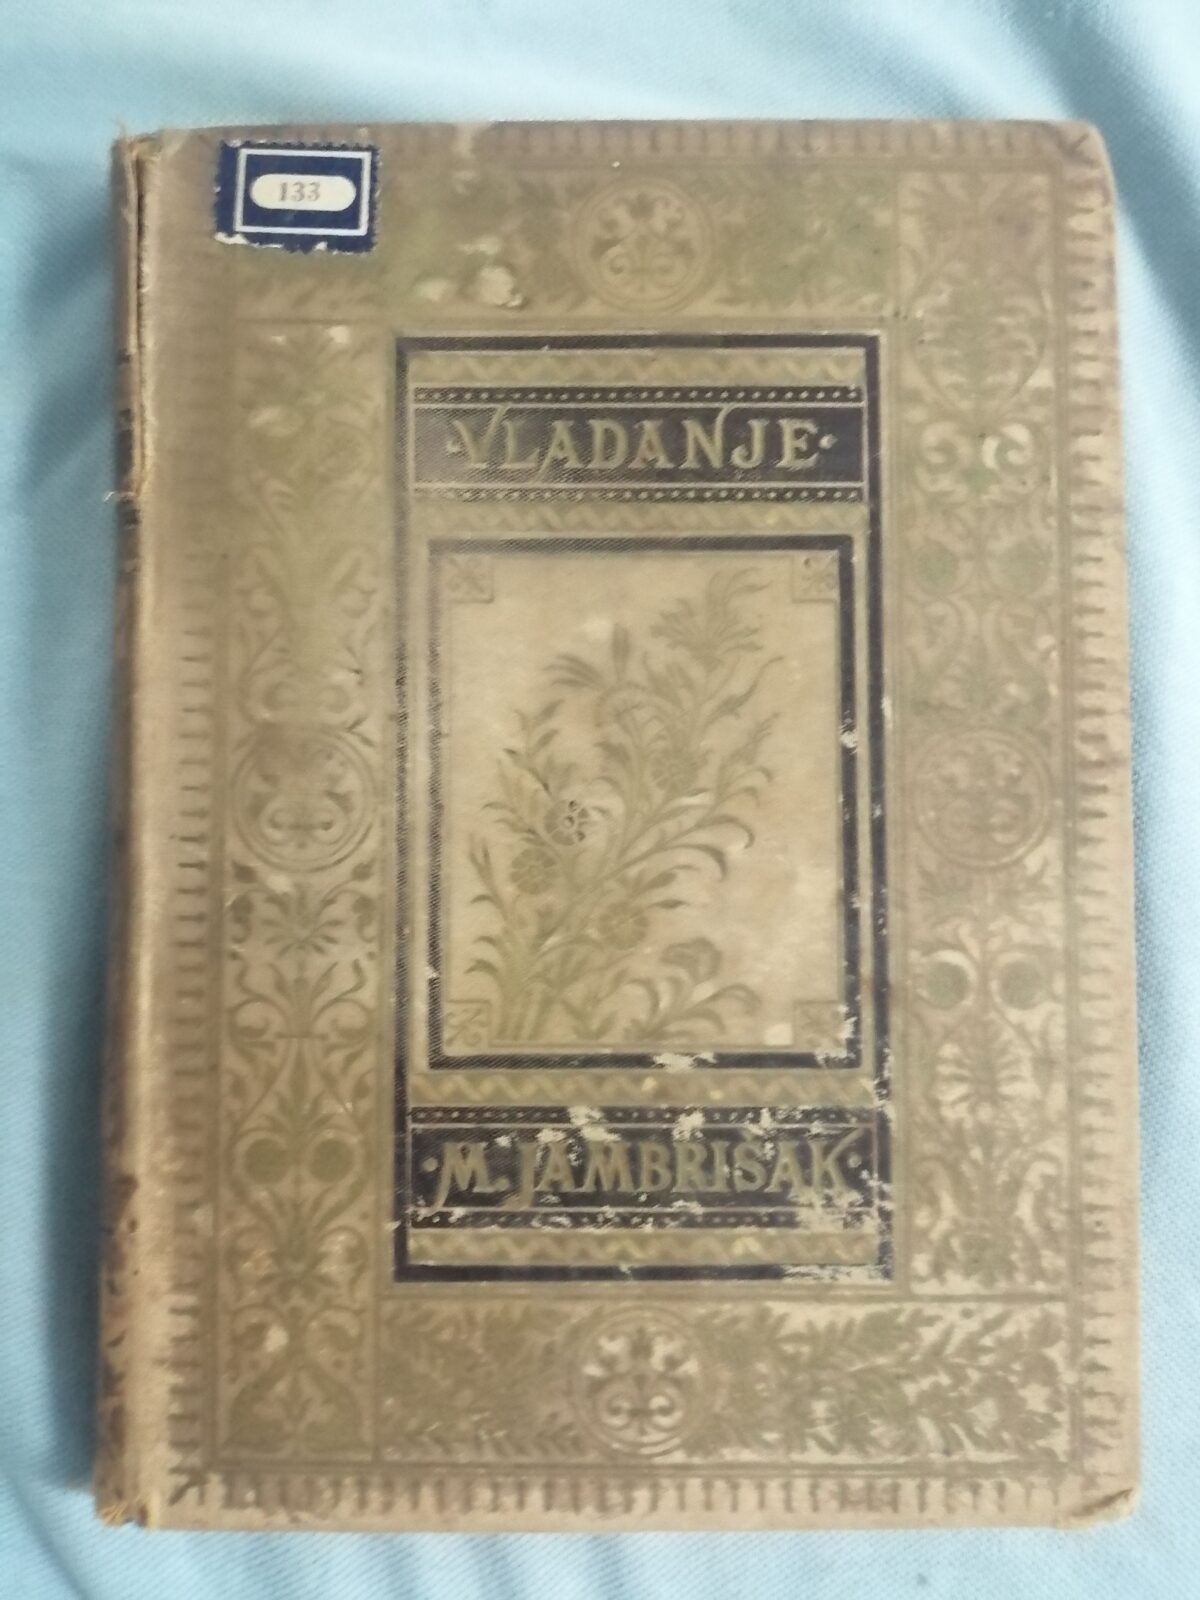 133
VLADANJE
M. JAMBRIŠAK